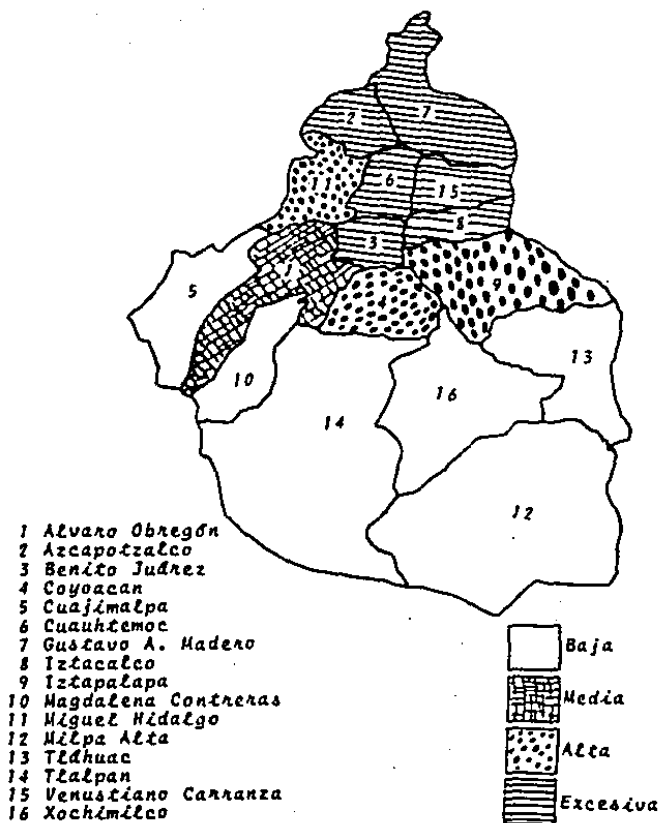 2
7
11
6
15
8
3
1
5
4
9
10
13
16
14
12
1 Alvaro Obregón
2 Azcapotzalco
3 Benito Juárez
4 Coyoacan
5 Cuajimalpa
6 Cuauhtemoc
7 Gustavo A. Madero
8 Iztacalco
9 Iztapalapa
10 Magdalena Contreras
11 Miguel Hidalgo
12 Milpa Alta
13 Tláhuac
14 Tlalpan
15 Venustiano Carranza
16 Xochimilco
Baja
Media
Alta
Excesiva